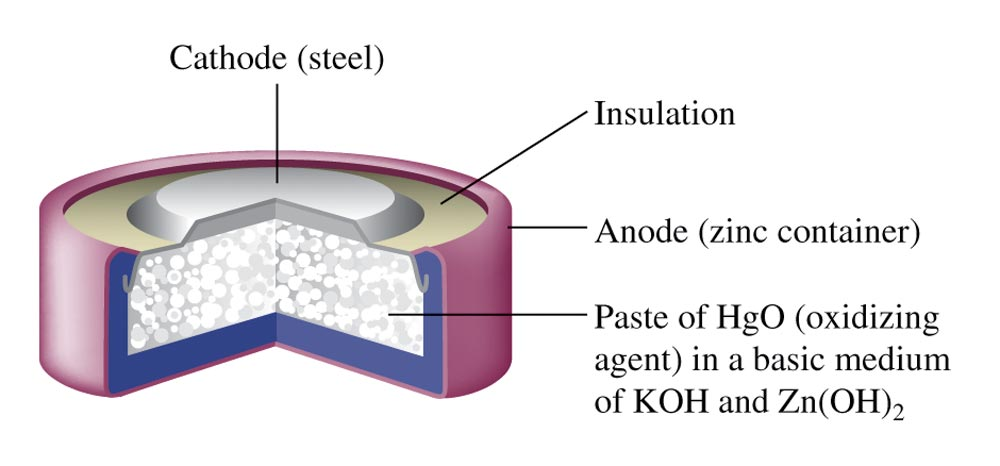 Cathode (steel)
Insulation
Anode (zinc container)
Paste of HgO (oxidizing
agent) in a basic medium
of KOH and Zn(OH)₂